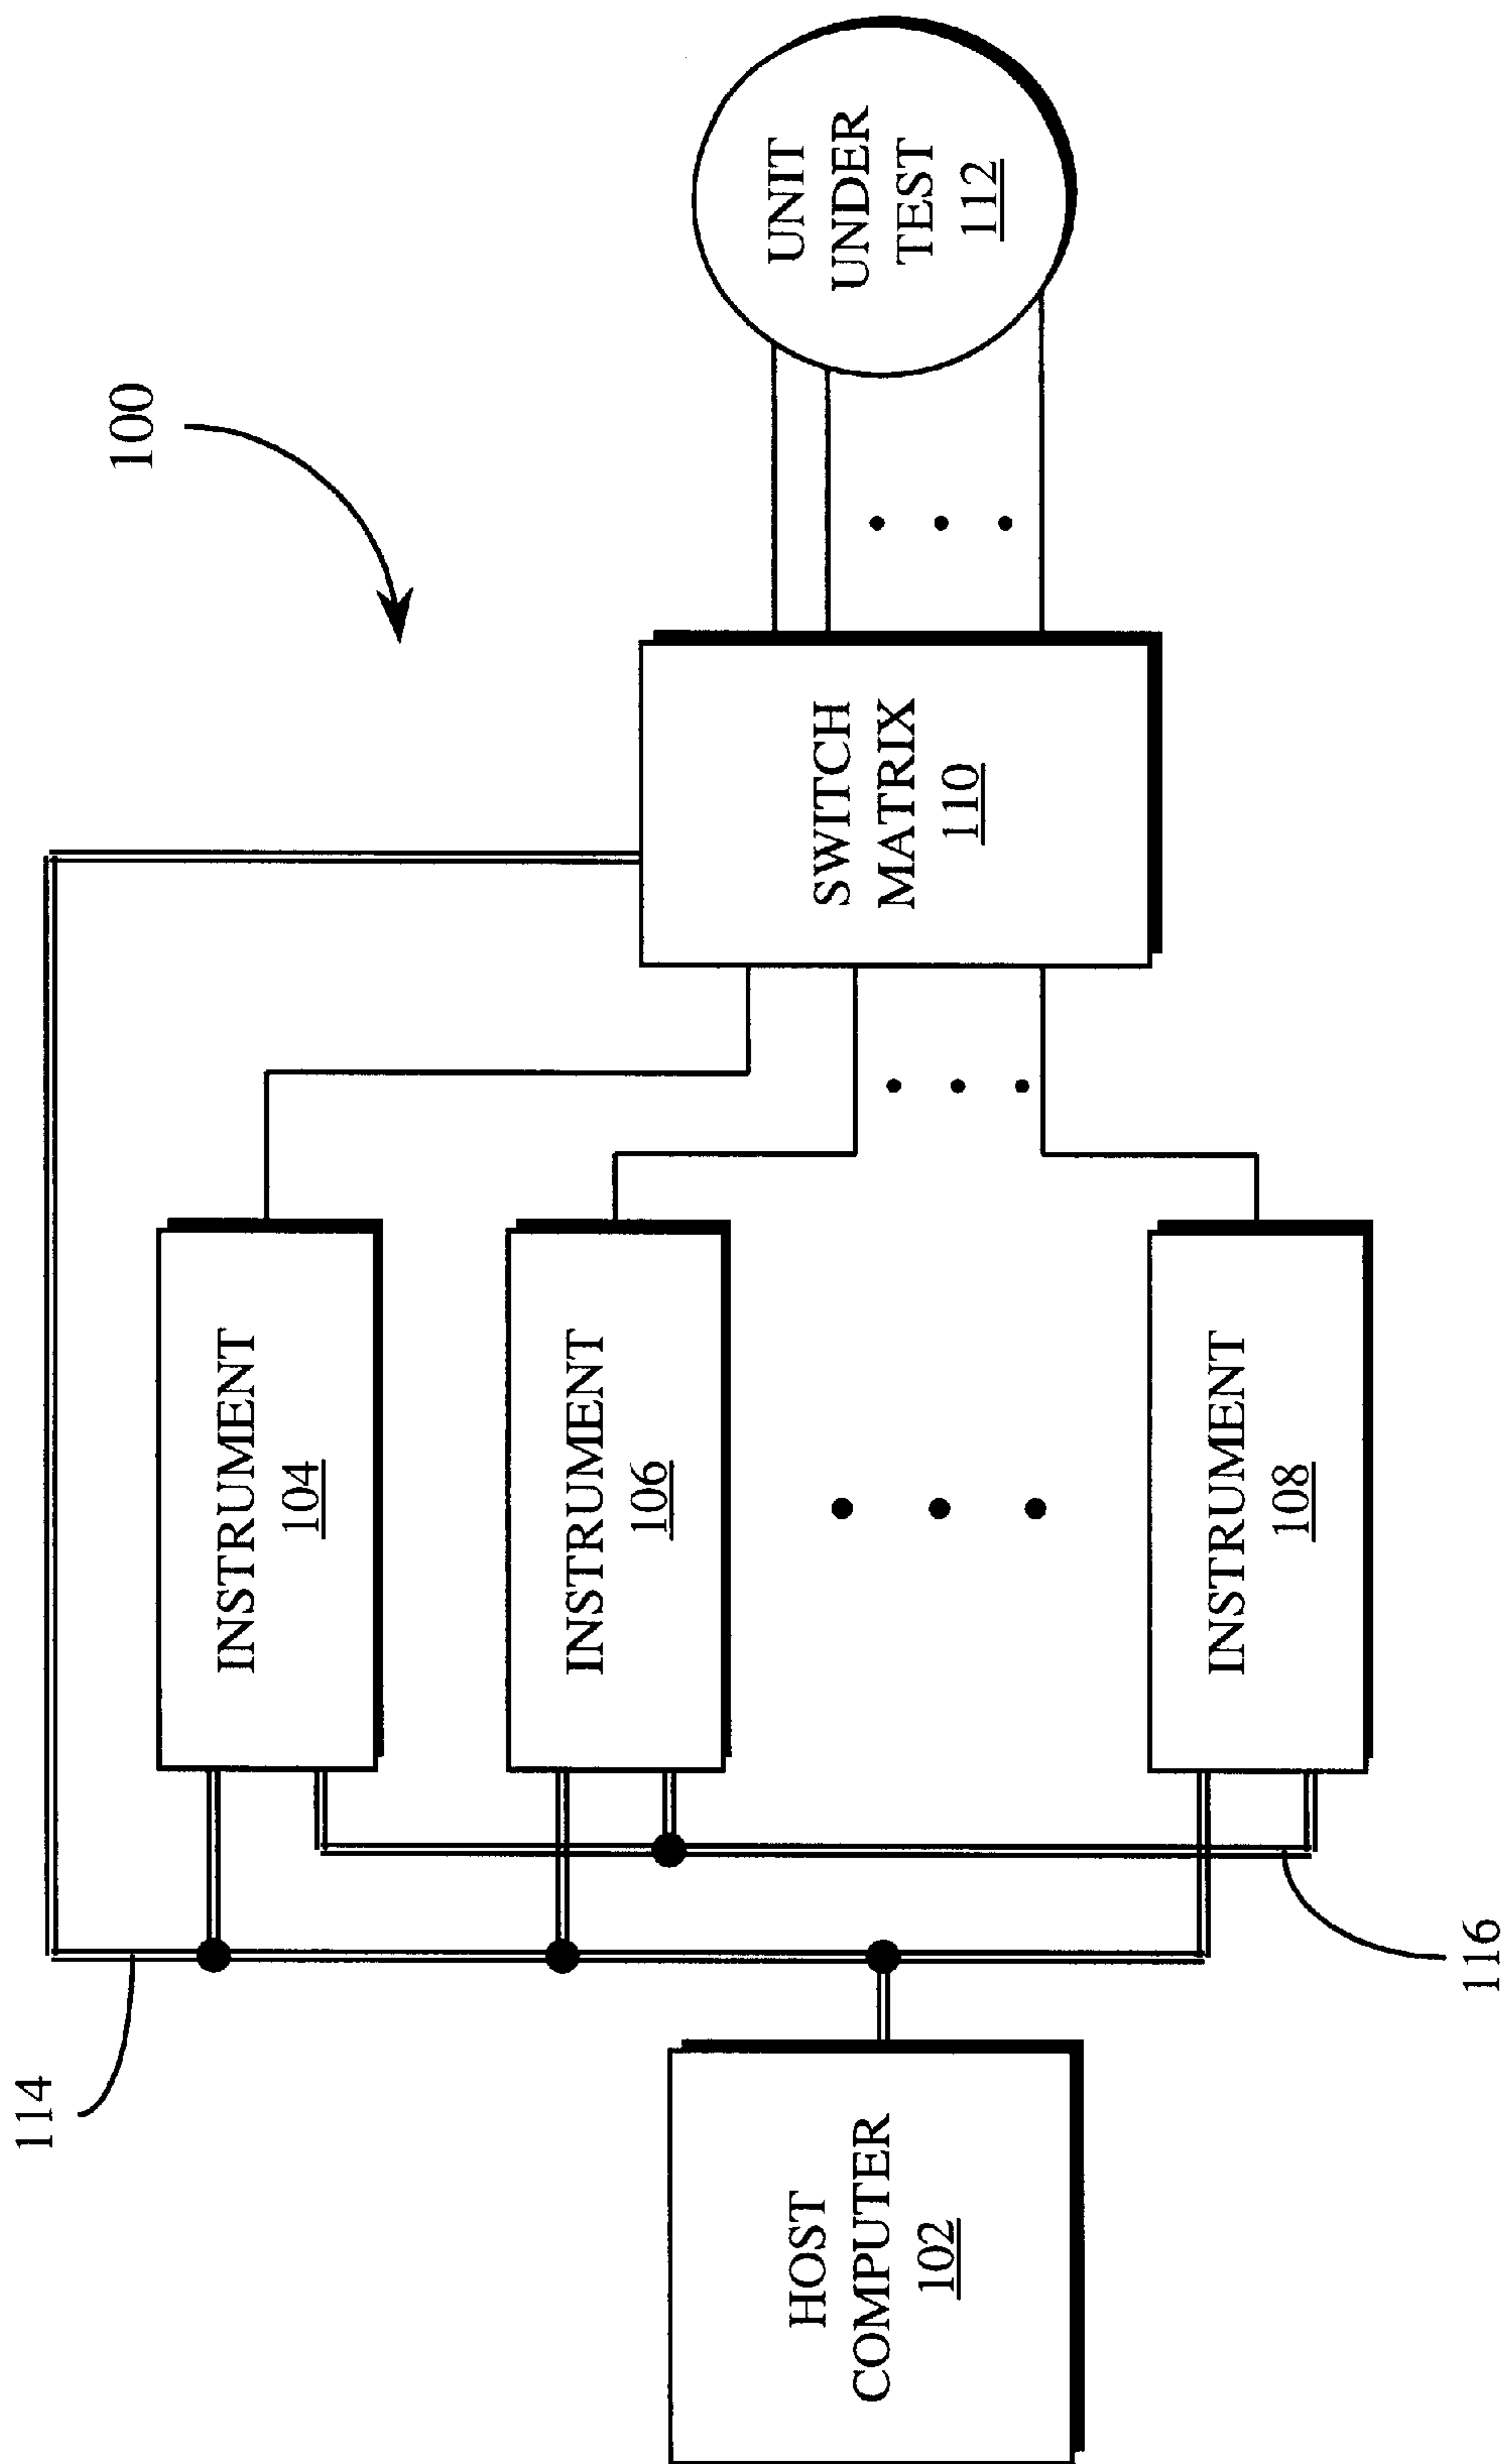 100
114
INSTRUMENT
104
INSTRUMENT
106
INSTRUMENT
108
HOST
COMPUTER
102
SWITCH
MATRIX
110
UNIT
UNDER
TEST
112
116